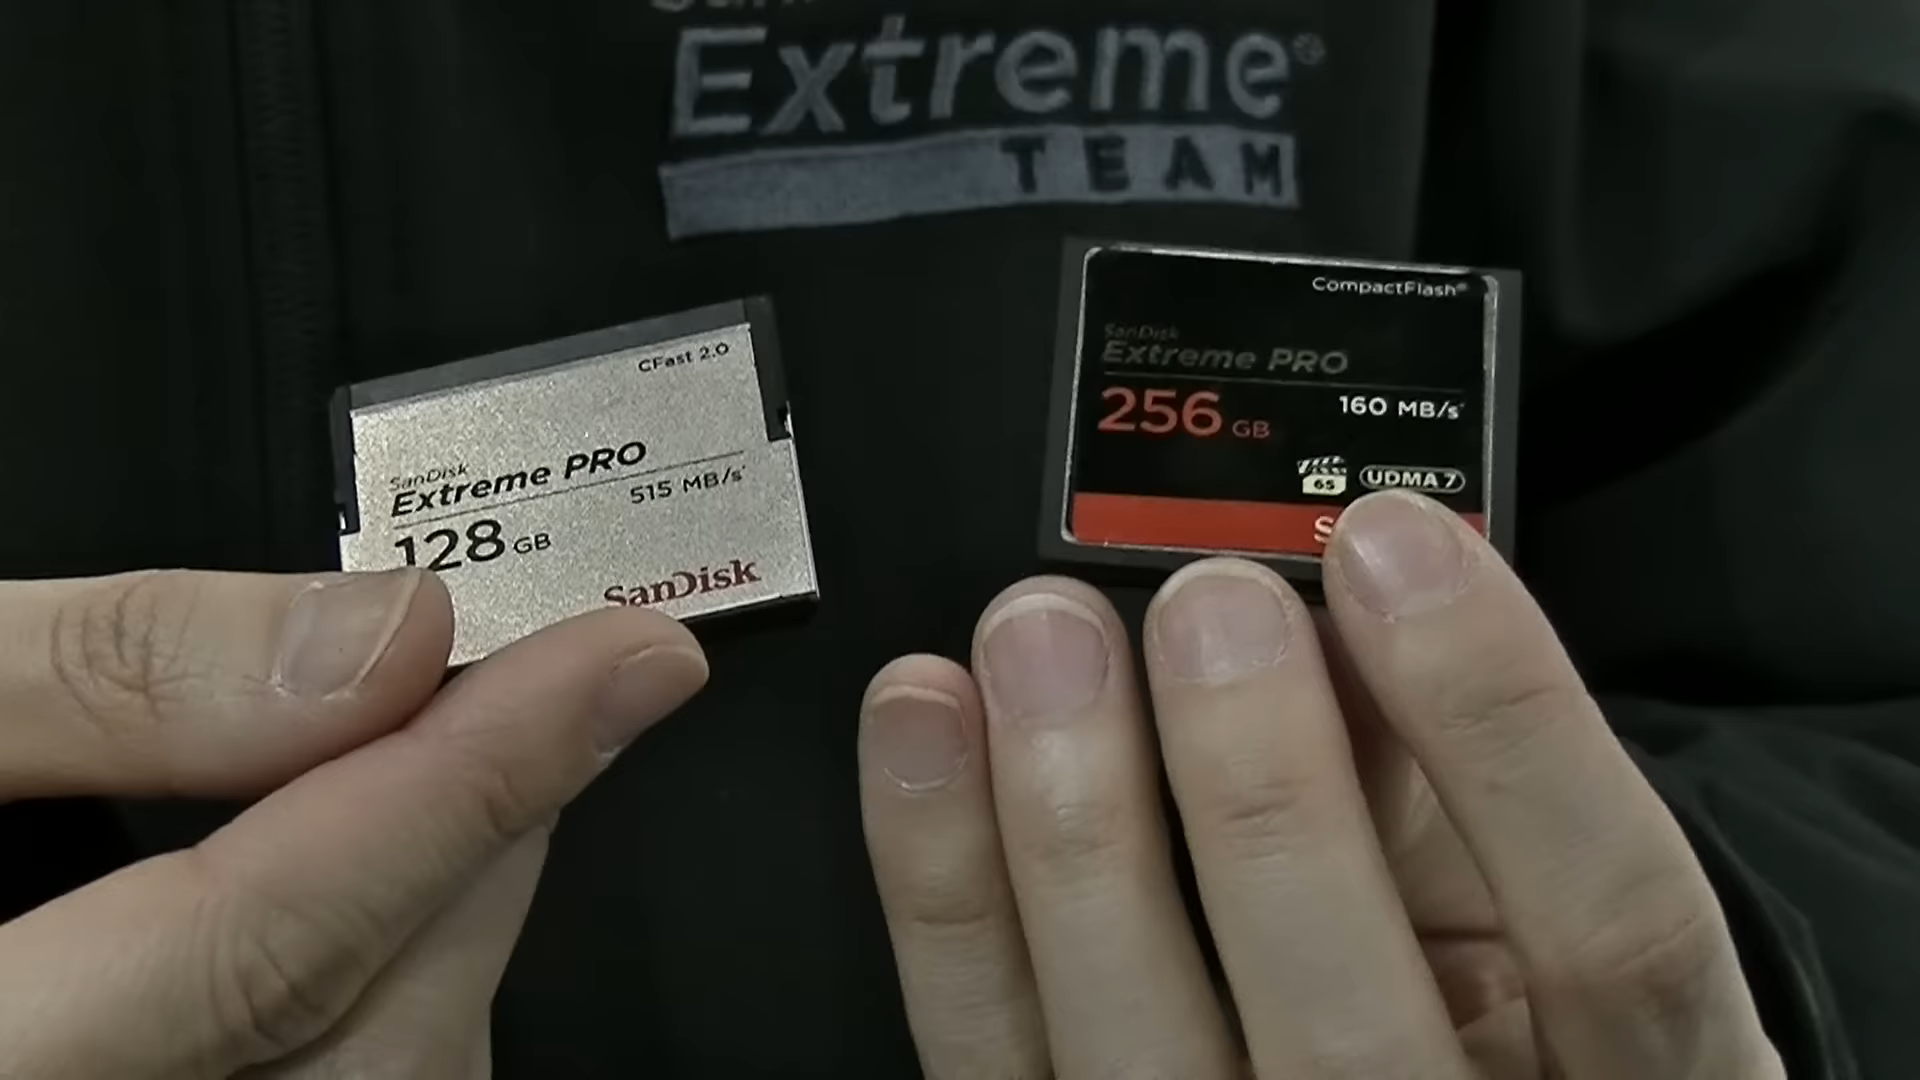 Extreme®
TEAM
CFast 2.0
SanDisk
Extreme PRO
515 MB/s*
128 GB
SanDisk
CompactFlash®
SanDisk
Extreme PRO
256 GB
160 MB/s*
65
UDMA 7
S